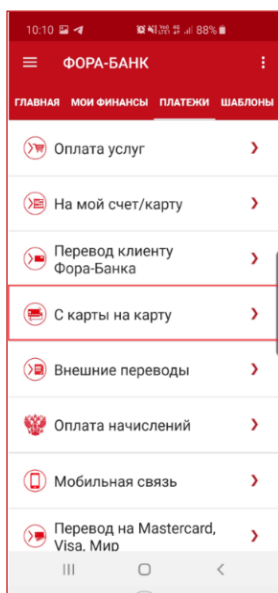 10:10 88%
ФОРА-БАНК
ГЛАВНАЯ МОИ ФИНАНСЫ ПЛАТЕЖИ ШАБЛОНЫ
Оплата услуг
На мой счет/карту
Перевод клиенту
Фора-Банка
С карты на карту
Внешние переводы
Оплата начислений
Мобильная связь
Перевод на Mastercard,
Visa, Мир